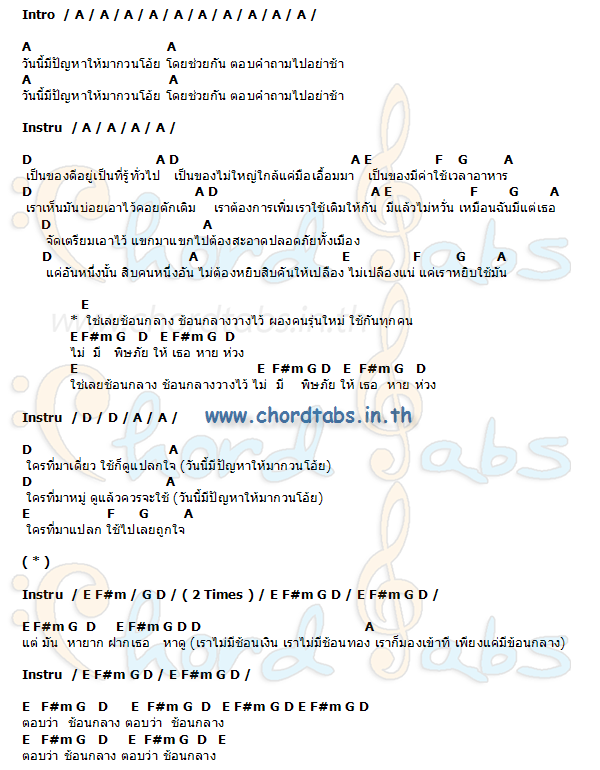 Intro / A / A / A / A / A / A / A / A / A / A /
A A
วันนี้มีปัญหาให้มากวนโอ้ย โดยช่วยกัน ตอบคำถามไปอย่าช้า
A A
วันนี้มีปัญหาให้มากวนโอ้ย โดยช่วยกัน ตอบคำถามไปอย่าช้า
Instru / A / A / A / A /
D A D A E F G A
เป็นของดีอยู่เป็นที่รู้ทั่วไป เป็นของไม่ใหญ่ใกล้แค่มือเอื้อมมา เป็นของมีค่าใช้เวลาอาหาร
D A D A E F G A
เราเห็นมันบ่อยเอาไว้คอยตักเติม เราต้องการเพิ่มเราใช้เติมให้กัน มีแล้วไม่หวั่น เหมือนฉันมีแต่เธอ
D A
จัดเตรียมเอาไว้ แขกมาแขกไปต้องสะอาดปลอดภัยทั้งเมือง
D A E F G A
แค่อันหนึ่งนั้น สิบคนหนึ่งอัน ไม่ต้องหยิบสิบคันให้เปลือง ไม่เปลืองแน่ แค่เราหยิบใช้มัน
E
* ใช้เลยช้อนกลาง ช้อนกลางวางไว้ ผองคนรุ่นใหม่ ใช้กันทุกคน
E F#m G D E F#m G D
ไม่ มี พิษภัย ให้ เธอ หาย ห่วง
E E F#m G D E F#m G D
ใช้เลยช้อนกลาง ช้อนกลางวางไว้ ไม่ มี พิษภัย ให้ เธอ หาย ห่วง
Instru / D / D / A / A /
www.chordtabs.in.th
D A
ใครที่มาเดี่ยว ใช้ก็ดูแปลกใจ (วันนี้มีปัญหาให้มากวนโอ้ย)
D A
ใครที่มาหมู่ ดูแล้วควรจะใช้ (วันนี้มีปัญหาให้มากวนโอ้ย)
E F G A
ใครที่มาแปลก ใช้ไปเลยถูกใจ
( * )
Instru / E F#m / G D / ( 2 Times ) / E F#m G D / E F#m G D /
E F#m G D E F#m G D D A
แต่ มัน หายาก ฝากเธอ หาดู (เราไม่มีช้อนเงิน เราไม่มีช้อนทอง เราก็มองเข้าที เพียงแค่มีข้อนกลาง)
Instru / E F#m G D / E F#m G D /
E F#m G D E F#m G D E F#m G D E F#m G D
ตอบว่า ช้อนกลาง ตอบว่า ช้อนกลาง
E F#m G D E F#m G D E
ตอบว่า ช้อนกลาง ตอบว่า ช้อนกลาง